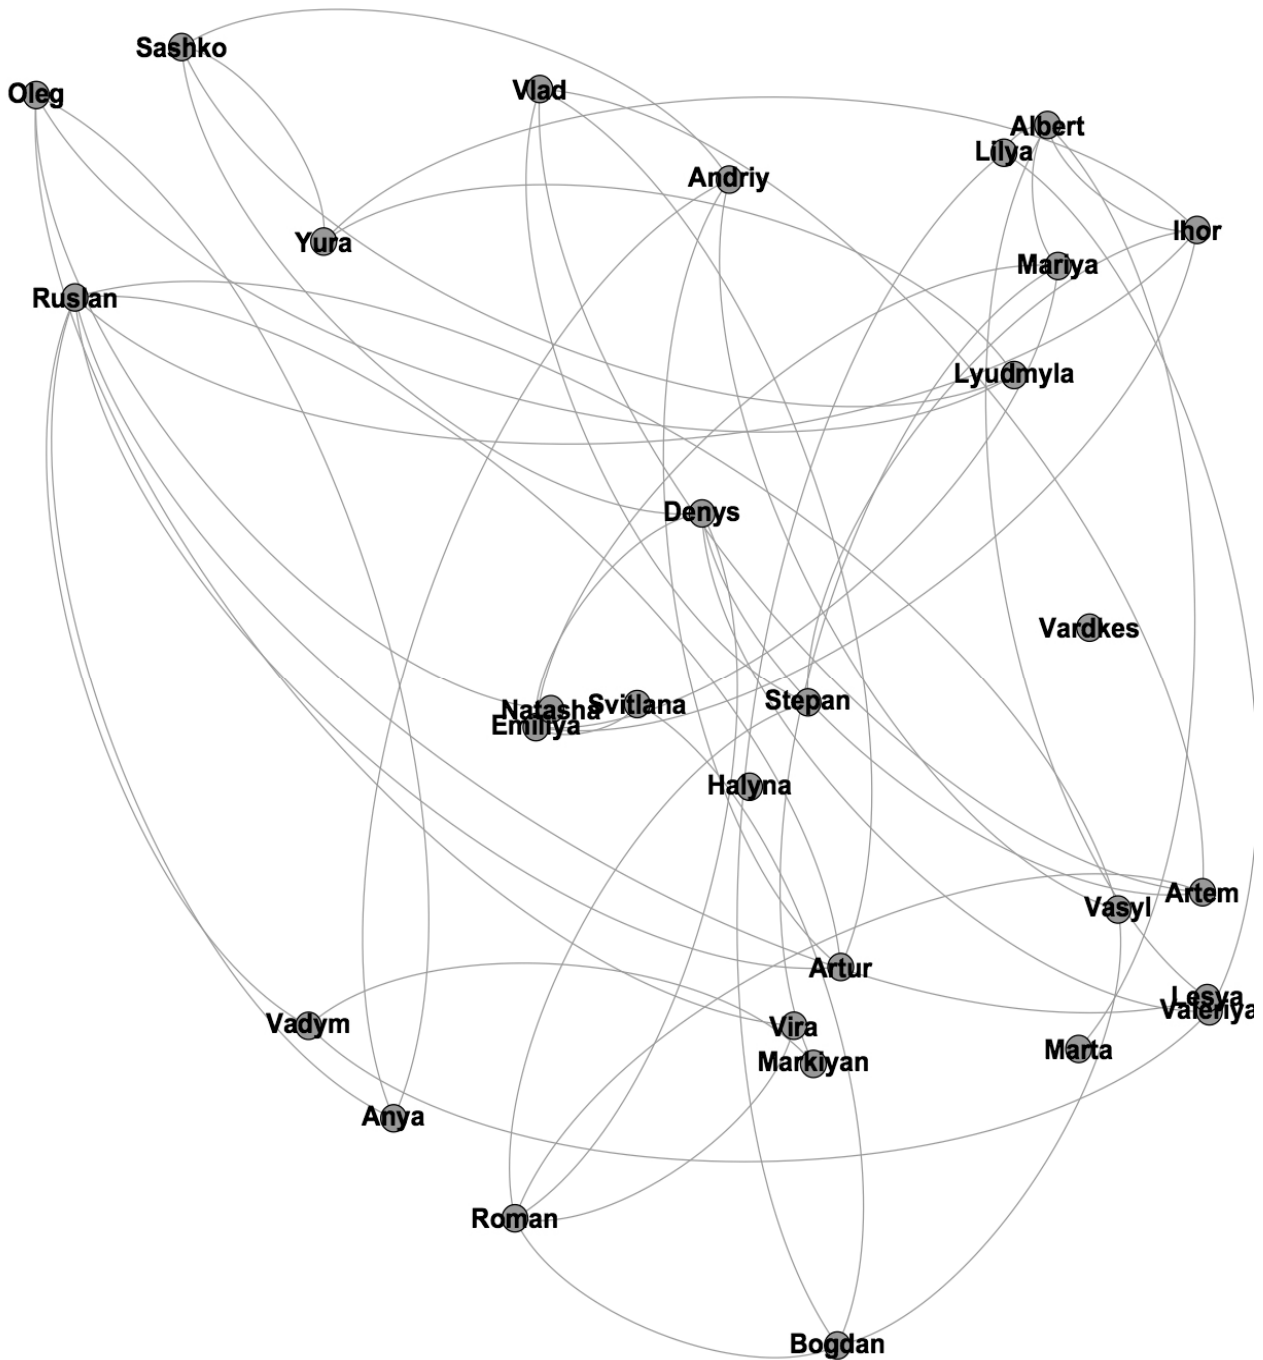 Sashko
Oleg
Vlad
Albert
Lilya
Andriy
Ihor
Yura
Mariya
Ruslan
Lyudmyla
Denys
Vardkes
Stepan
Svitlana
Natasha
Emiliya
Halyna
Artem
Vasyl
Artur
Lesya
Valeriya
Vadym
Vira
Marta
Markiyan
Anya
Roman
Bogdan